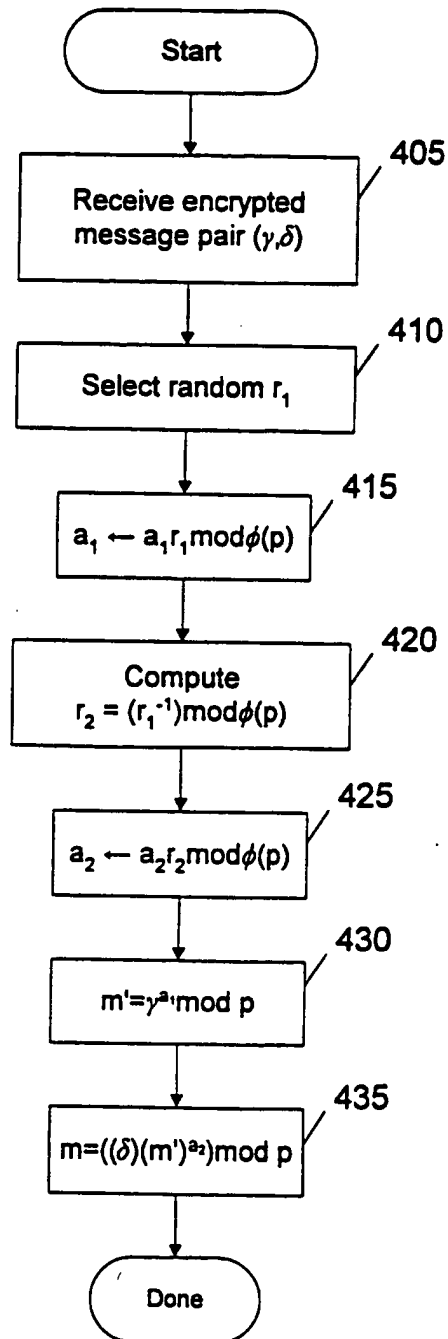 Start
405
Receive encrypted
message pair (γ,δ)
410
Select random r₁
415
a₁ ← a₁r₁modϕ(p)
420
Compute
r₂ = (r₁⁻¹)modϕ(p)
425
a₂ ← a₂r₂modϕ(p)
430
m'=γᵃ¹mod p
435
m=((δ)(m')ᵃ²)mod p
Done